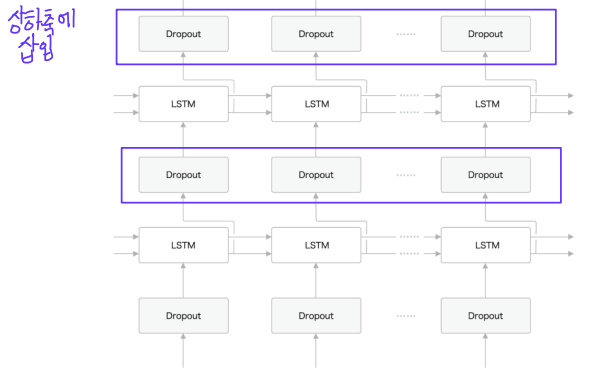 상하축에
삽입
Dropout Dropout ...... Dropout
LSTM LSTM ...... LSTM
Dropout Dropout ...... Dropout
LSTM LSTM ...... LSTM
Dropout Dropout ...... Dropout